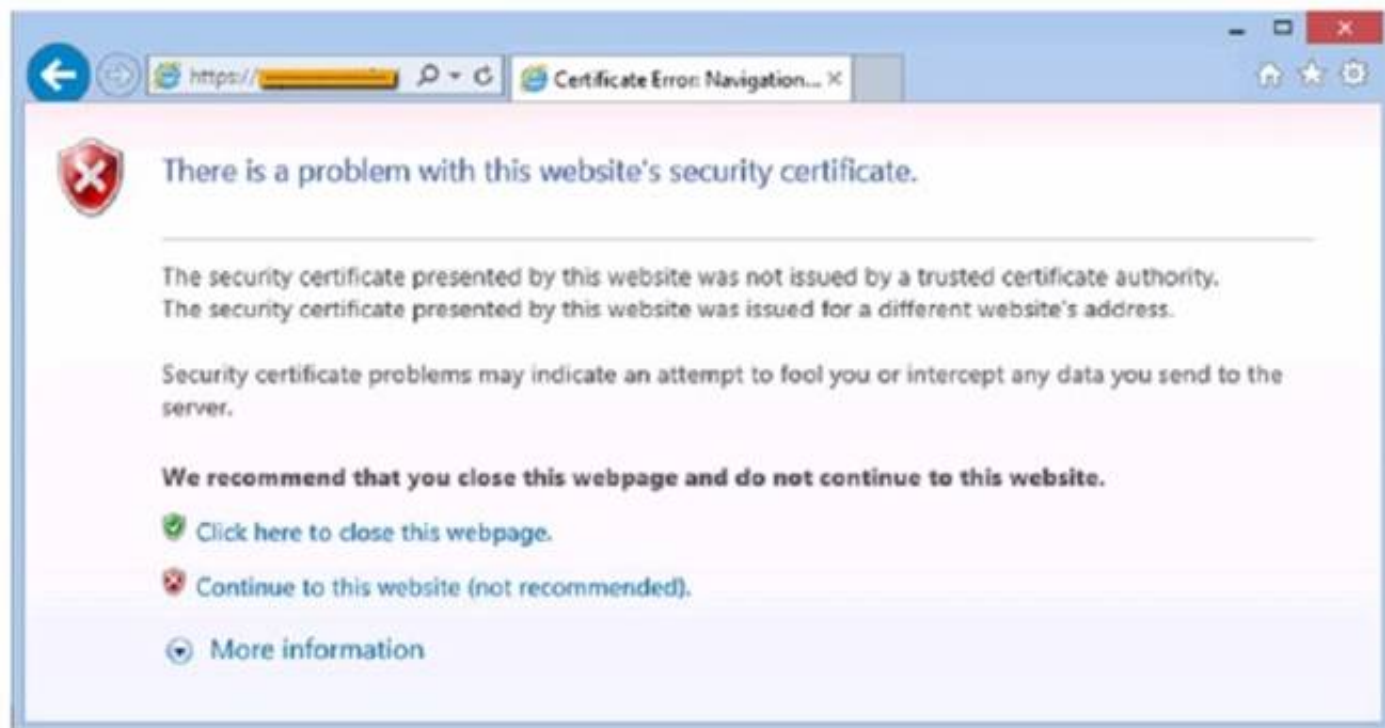 https://
Certificate Error: Navigation...
There is a problem with this website's security certificate.
The security certificate presented by this website was not issued by a trusted certificate authority.
The security certificate presented by this website was issued for a different website's address.
Security certificate problems may indicate an attempt to fool you or intercept any data you send to the
server.
We recommend that you close this webpage and do not continue to this website.
Click here to close this webpage.
Continue to this website (not recommended).
More information